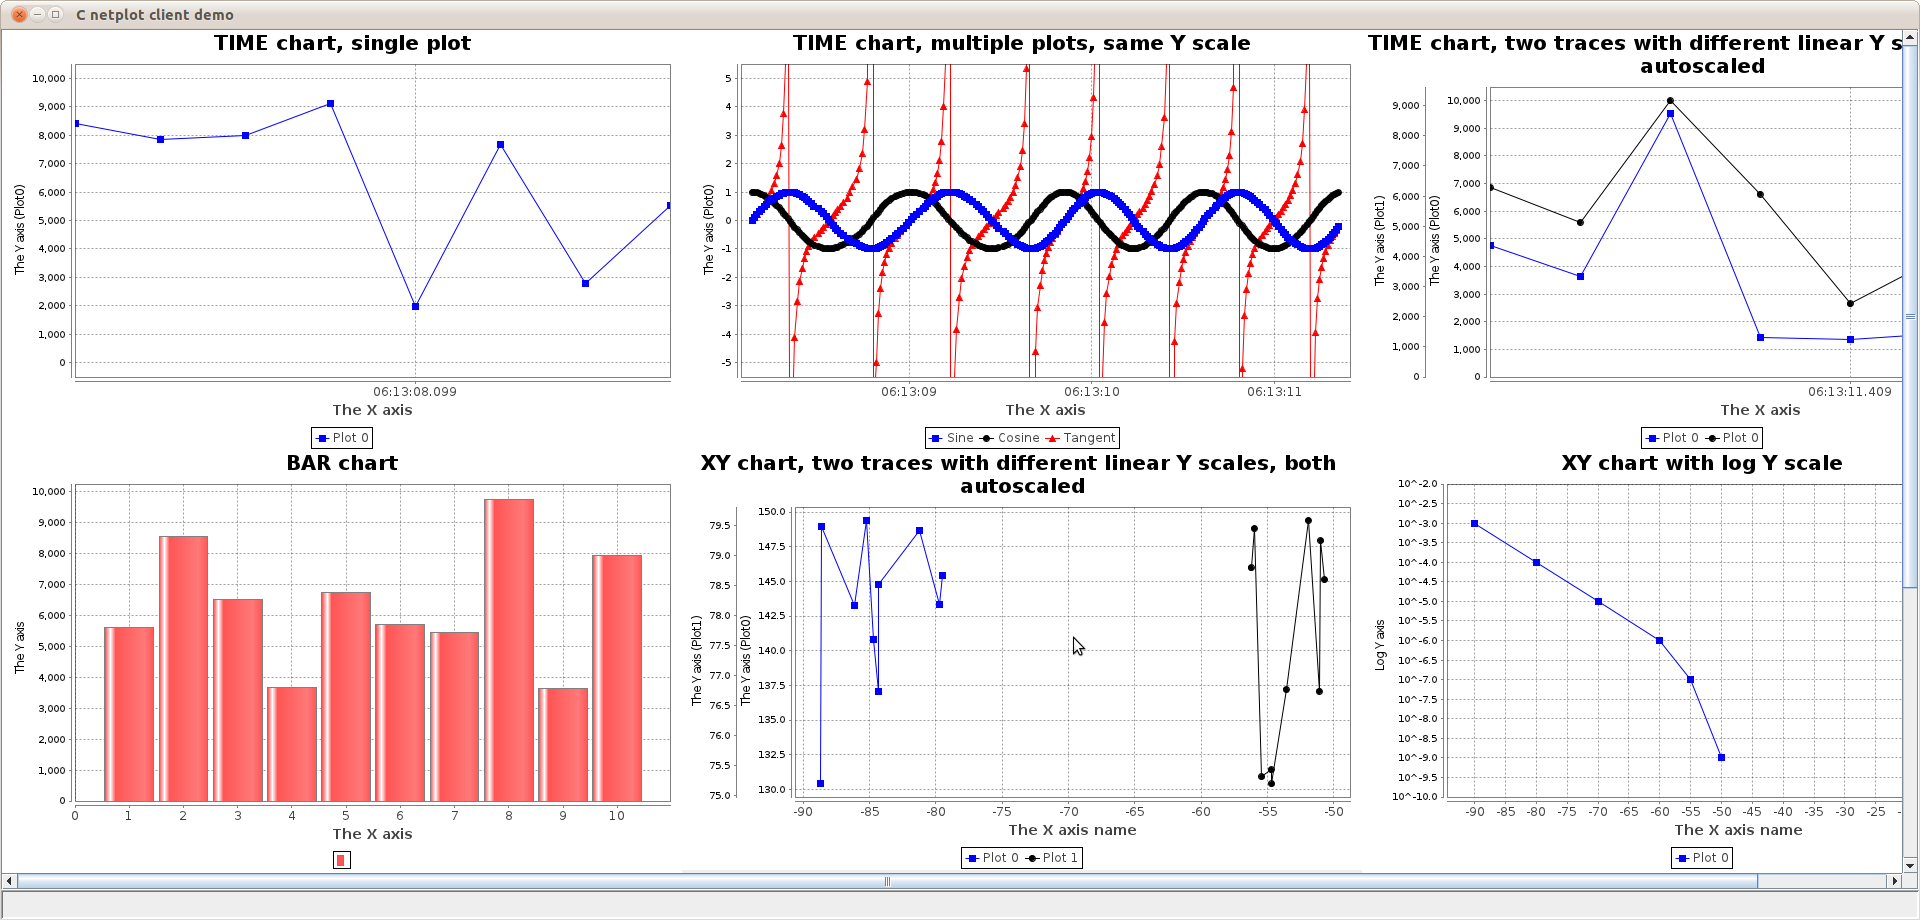 C netplot client demo
TIME chart, single plot
10,000
9,000
8,000
7,000
6,000
5,000
4,000
3,000
2,000
1,000
0
The Y axis (Plot0)
06:13:08.099
The X axis
Plot 0
TIME chart, multiple plots, same Y scale
5
4
3
2
1
0
-1
-2
-3
-4
-5
The Y axis (Plot0)
06:13:09 06:13:10 06:13:11
The X axis
Sine Cosine Tangent
TIME chart, two traces with different linear Y s
autoscaled
9,000
8,000
7,000
6,000
5,000
4,000
3,000
2,000
1,000
0
The Y axis (Plot1)
10,000
9,000
8,000
7,000
6,000
5,000
4,000
3,000
2,000
1,000
0
The Y axis (Plot0)
06:13:11.409
The X axis
Plot 0 Plot 0
BAR chart
10,000
9,000
8,000
7,000
6,000
5,000
4,000
3,000
2,000
1,000
0
The Y axis
0 1 2 3 4 5 6 7 8 9 10
The X axis
XY chart, two traces with different linear Y scales, both
autoscaled
79.5
79.0
78.5
78.0
77.5
77.0
76.5
76.0
75.5
75.0
The Y axis (Plot1)
150.0
147.5
145.0
142.5
140.0
137.5
135.0
132.5
130.0
The Y axis (Plot0)
-90 -85 -80 -75 -70 -65 -60 -55 -50
The X axis name
Plot 0 Plot 1
XY chart with log Y scale
10^-2.0
10^-2.5
10^-3.0
10^-3.5
10^-4.0
10^-4.5
10^-5.0
10^-5.5
10^-6.0
10^-6.5
10^-7.0
10^-7.5
10^-8.0
10^-8.5
10^-9.0
10^-9.5
10^-10.0
Log Y axis
-90 -85 -80 -75 -70 -65 -60 -55 -50 -45 -40 -35 -30 -25 -
The X axis name
Plot 0